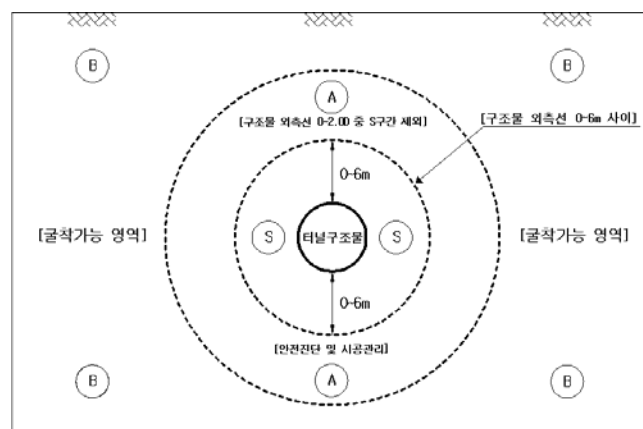 B B
A
[구조물 외측선 0-2.0D 중 S구간 제외]
[구조물 외측선 0-6m 사이]
0-6m
[굴착가능 영역] S 터널구조물 S [굴착가능 영역]
0-6m
[안전진단 및 시공관리]
B A B